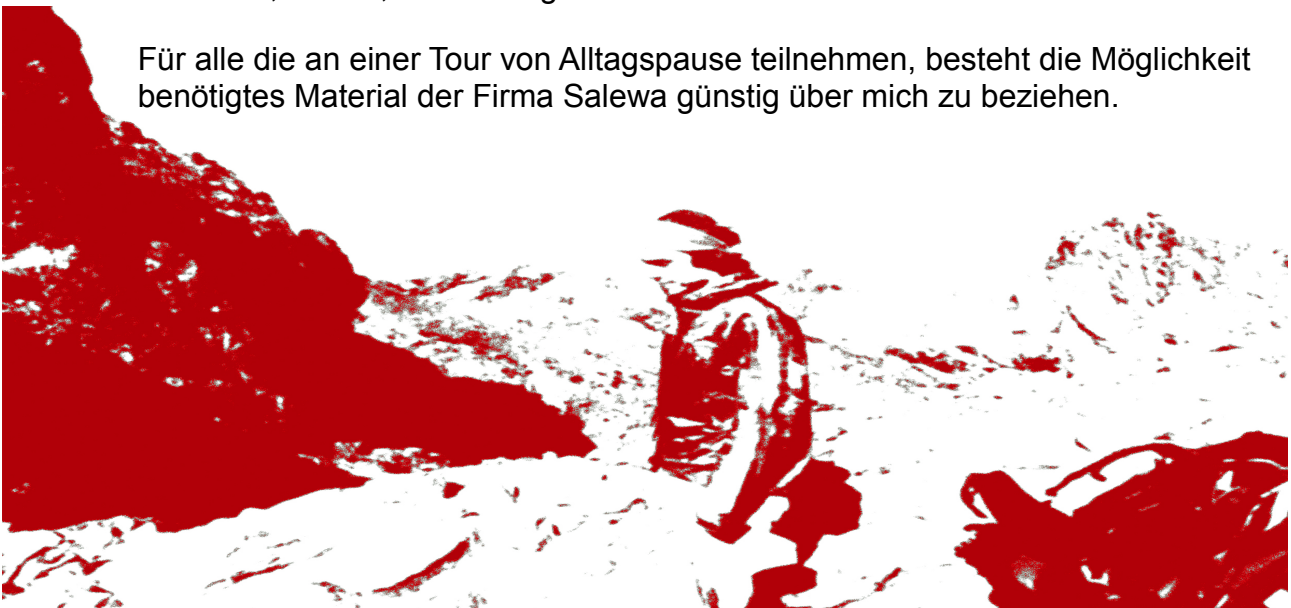 Für alle die an einer Tour von Alltagspause teilnehmen, besteht die Möglichkeit
benötigtes Material der Firma Salewa günstig über mich zu beziehen.